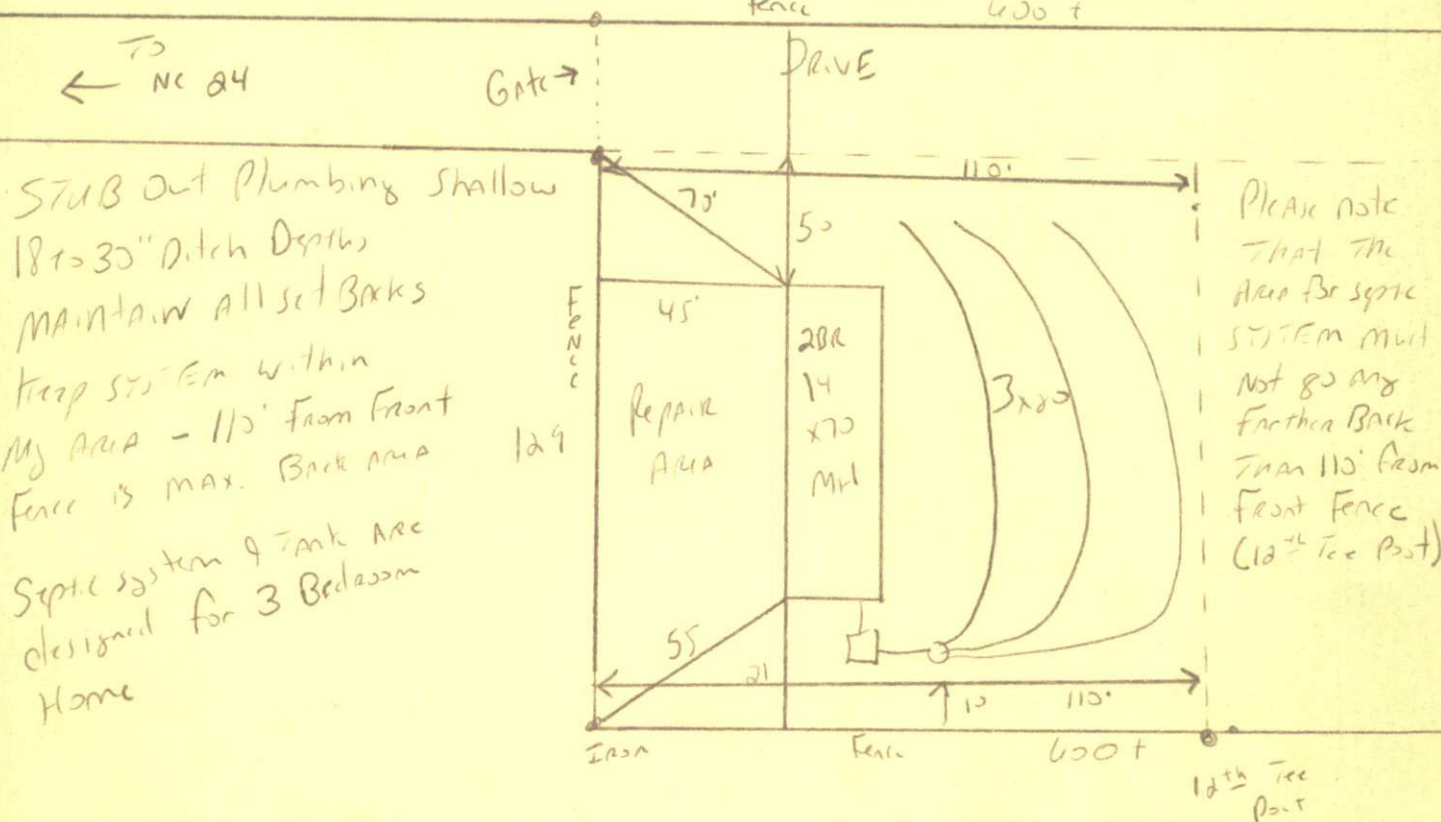 Fence 600 +
To
← NC 24
Gate →
DRIVE
STUB Out Plumbing Shallow
18 to 30" Ditch Depths
MAINTAIN All set Backs
Keep SYSTEM within
My AREA - 110' From Front
Fence is MAX. Back AREA
Septic system & Tank ARE
designed for 3 Bedroom
Home
110'
70'
50
45'
Fence
129
Repair
AREA
2BR
14
x70
MH
3x80
55
21
10
110'
Iron
Fence
600 +
12th Tee
Post
Please note
That The
Area for septic
SYSTEM must
Not go any
Farther Back
Than 110' from
Front Fence
(12th Tee Post)